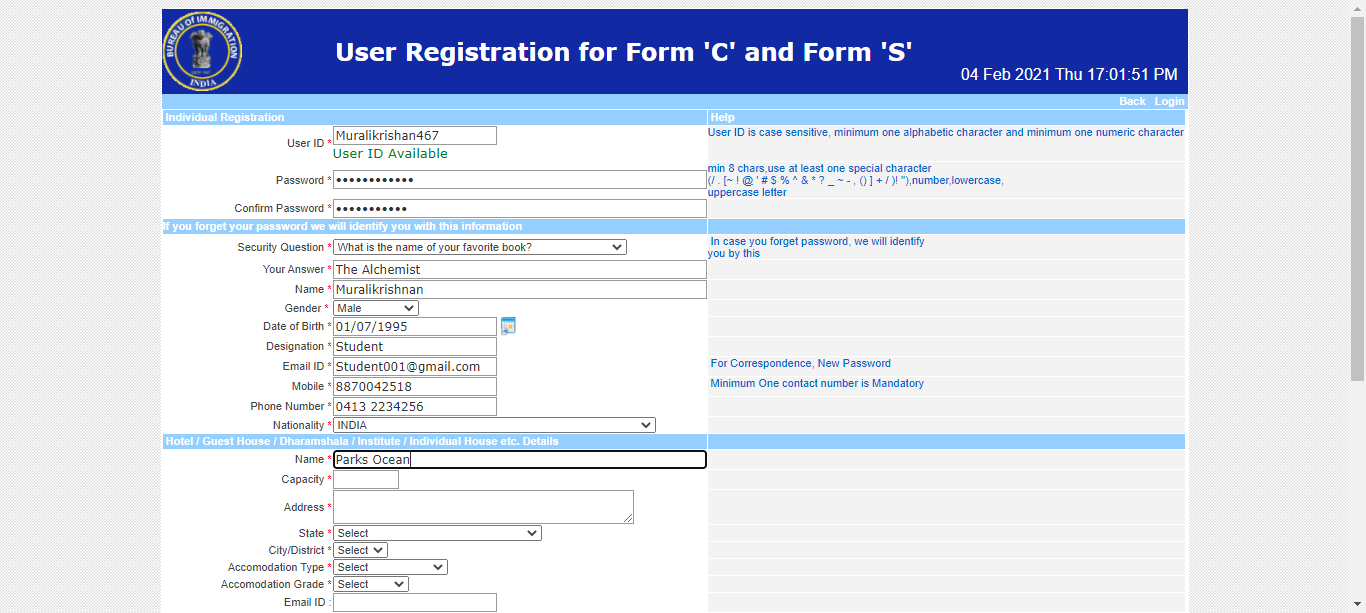 BUREAU OF IMMIGRATION
INDIA
User Registration for Form 'C' and Form 'S'
04 Feb 2021 Thu 17:01:51 PM
Back Login
Individual Registration Help
User ID * Muralikrishan467 User ID is case sensitive, minimum one alphabetic character and minimum one numeric character
User ID Available
Password * •••••••••••• min 8 chars,use at least one special character
(/ . [~ ! @ ' # $ % ^ & * ? _ ~ - , () ] + / )! "),number,lowercase,
uppercase letter
Confirm Password * •••••••••••
If you forget your password we will identify you with this information
Security Question * What is the name of your favorite book? In case you forget password, we will identify
you by this
Your Answer * The Alchemist
Name * Muralikrishnan
Gender * Male
Date of Birth * 01/07/1995
Designation * Student
Email ID * Student001@gmail.com For Correspondence, New Password
Mobile * 8870042518 Minimum One contact number is Mandatory
Phone Number * 0413 2234256
Nationality * INDIA
Hotel / Guest House / Dharamshala / Institute / Individual House etc. Details
Name * Parks Ocean
Capacity *
Address *
State * Select
City/District * Select
Accomodation Type * Select
Accomodation Grade * Select
Email ID :